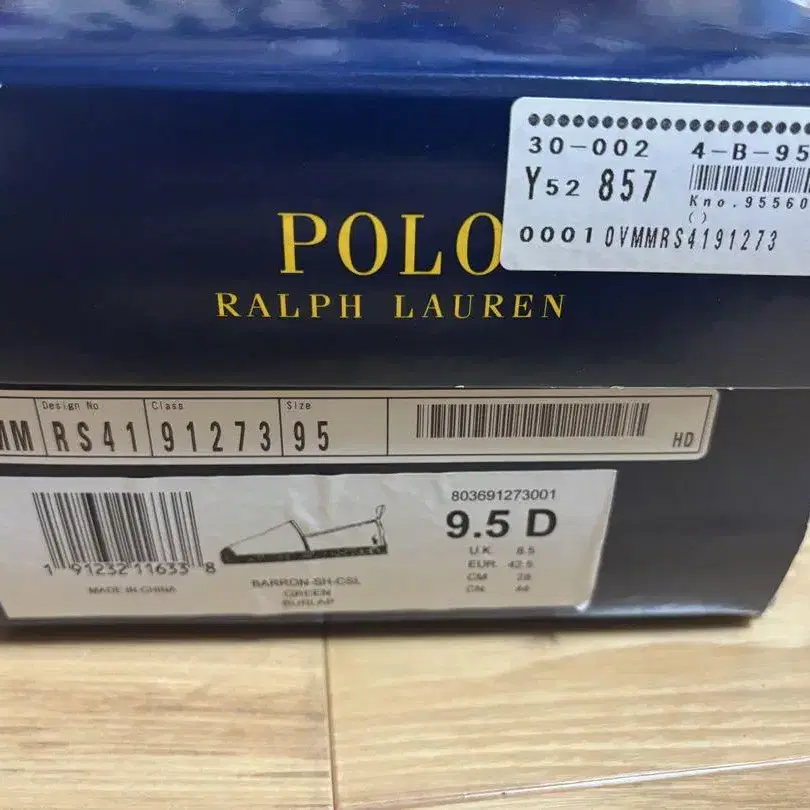 30-002 4-B-95
Y52 857
Kno.95560
()
0001 0VMMRS4191273
POLO
RALPH LAUREN
Design No Class Size
MM RS41 91273 95
HD
803691273001
9.5 D
U.K. 8.5
EUR. 42.5
CM 28
CN 44
1 91232 11633 8
MADE IN CHINA
BARRON-SH-CSL
GREEN
BURLAP